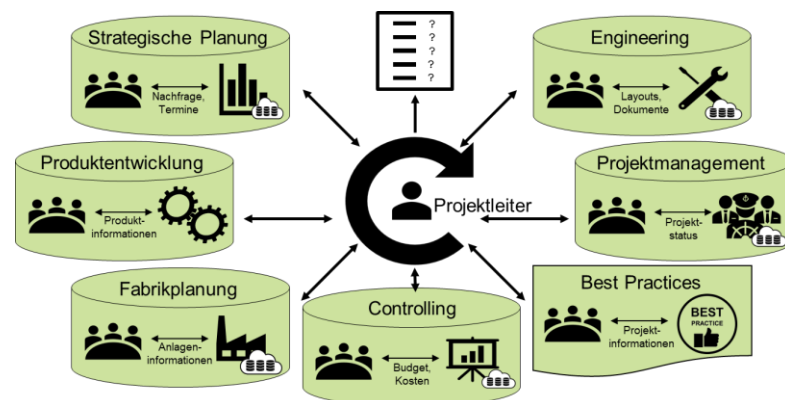 Strategische Planung
Nachfrage,
Termine
?
?
?
?
?
Engineering
Layouts,
Dokumente
Produktentwicklung
Produkt-
informationen
Projektleiter
Projektmanagement
Projekt-
status
Fabrikplanung
Anlagen-
informationen
Controlling
Budget,
Kosten
Best Practices
Projekt-
informationen
BEST
PRACTICE